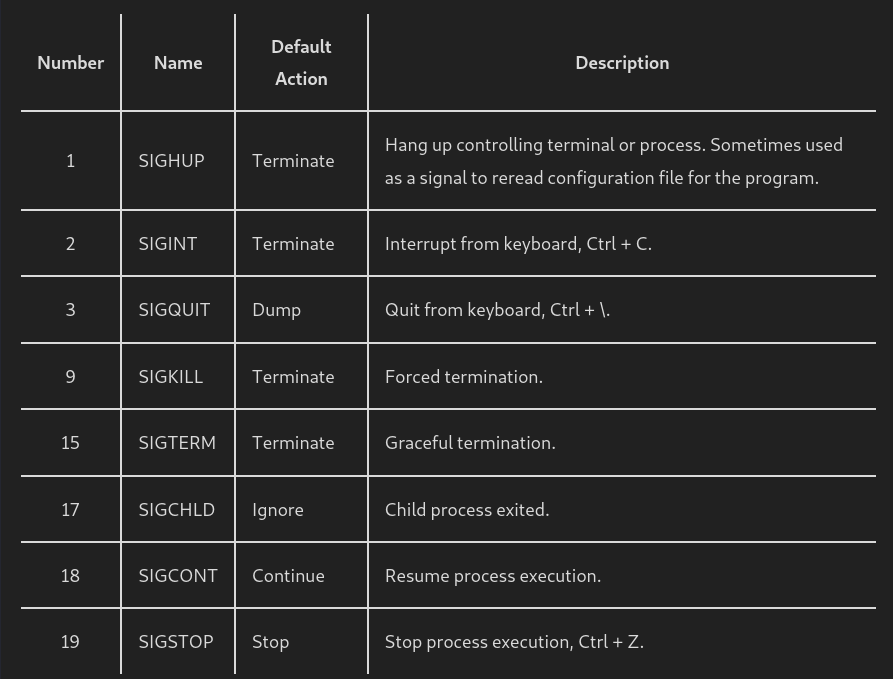 Number Name Default Action Description
1 SIGHUP Terminate Hang up controlling terminal or process. Sometimes used
as a signal to reread configuration file for the program.
2 SIGINT Terminate Interrupt from keyboard, Ctrl + C.
3 SIGQUIT Dump Quit from keyboard, Ctrl + \.
9 SIGKILL Terminate Forced termination.
15 SIGTERM Terminate Graceful termination.
17 SIGCHLD Ignore Child process exited.
18 SIGCONT Continue Resume process execution.
19 SIGSTOP Stop Stop process execution, Ctrl + Z.